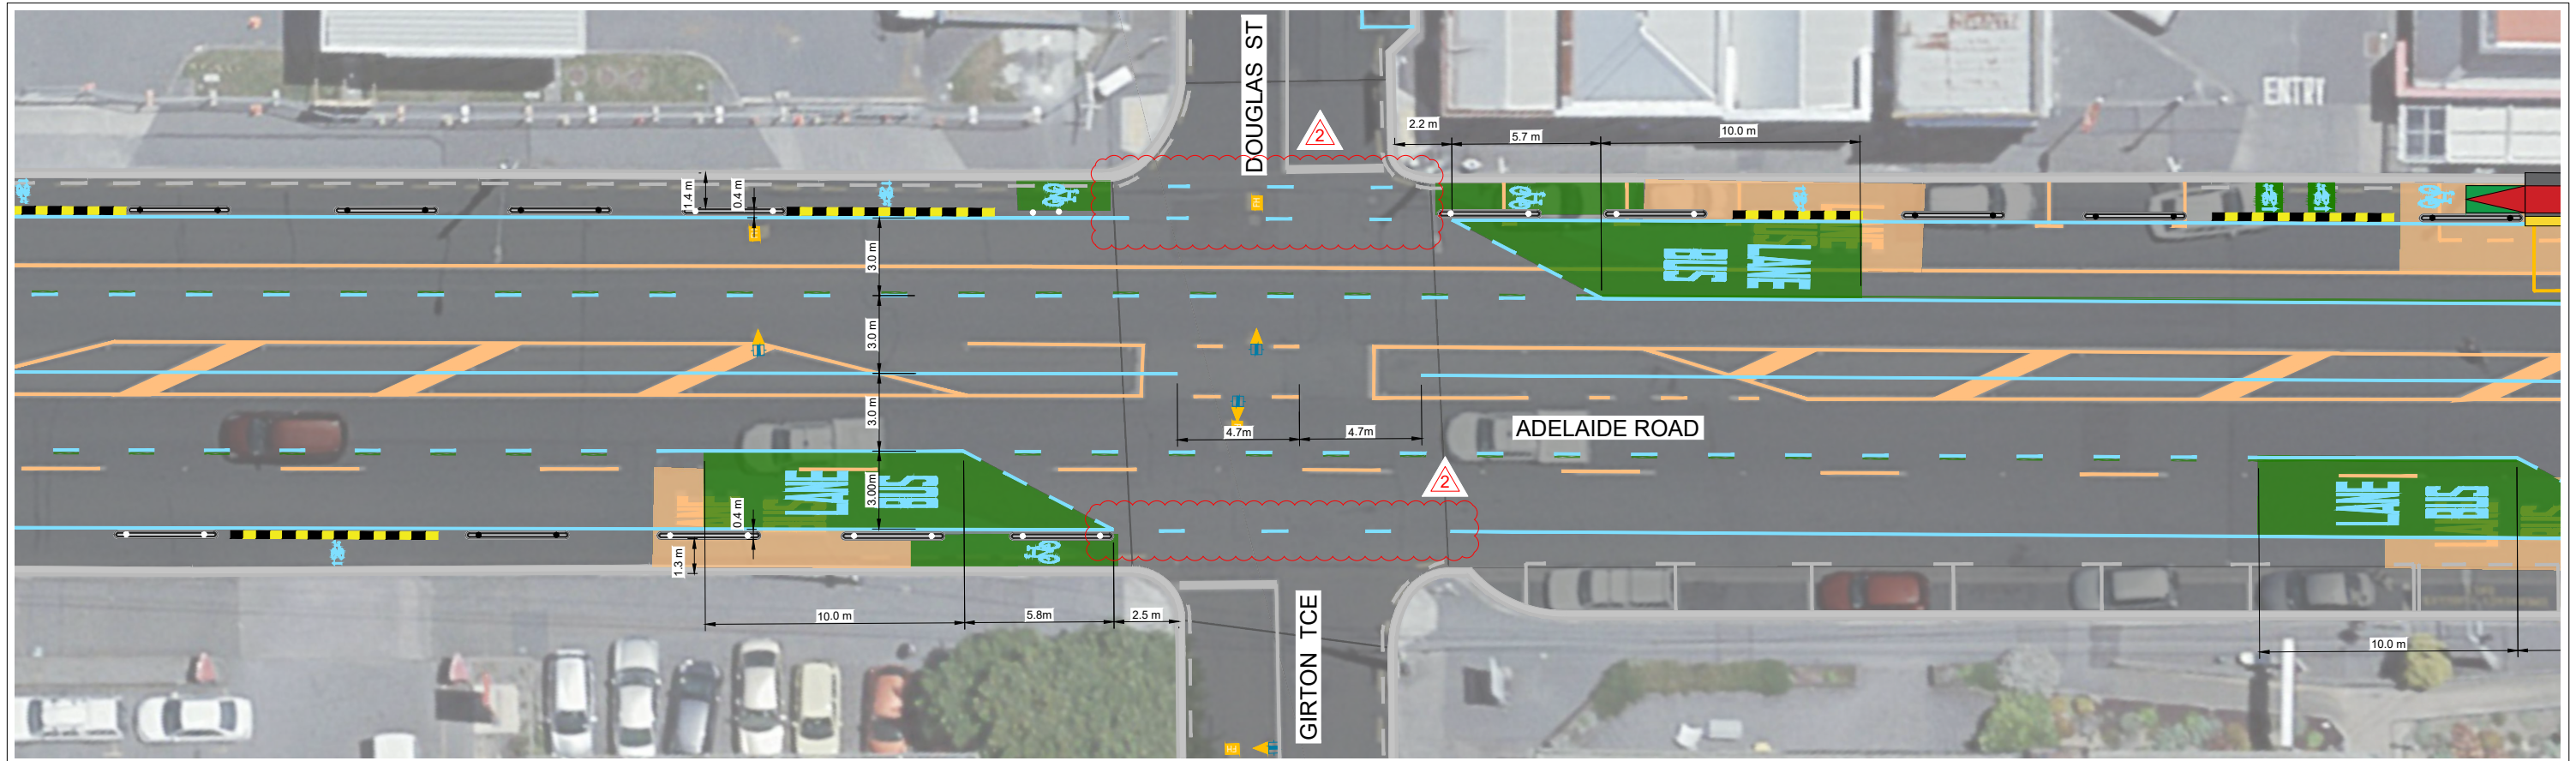 DOUGLAS ST
2
2.2 m
5.7 m
10.0 m
ENTRY
1.4 m
0.4 m
FH
3.0 m
BUS
LANE
3.0 m
3.0 m
4.7m
4.7m
ADELAIDE ROAD
2
LANE
BUS
3.00m
0.4 m
1.3 m
LANE
BUS
10.0 m
5.8m
2.5 m
GIRTON TCE
10.0 m
FH